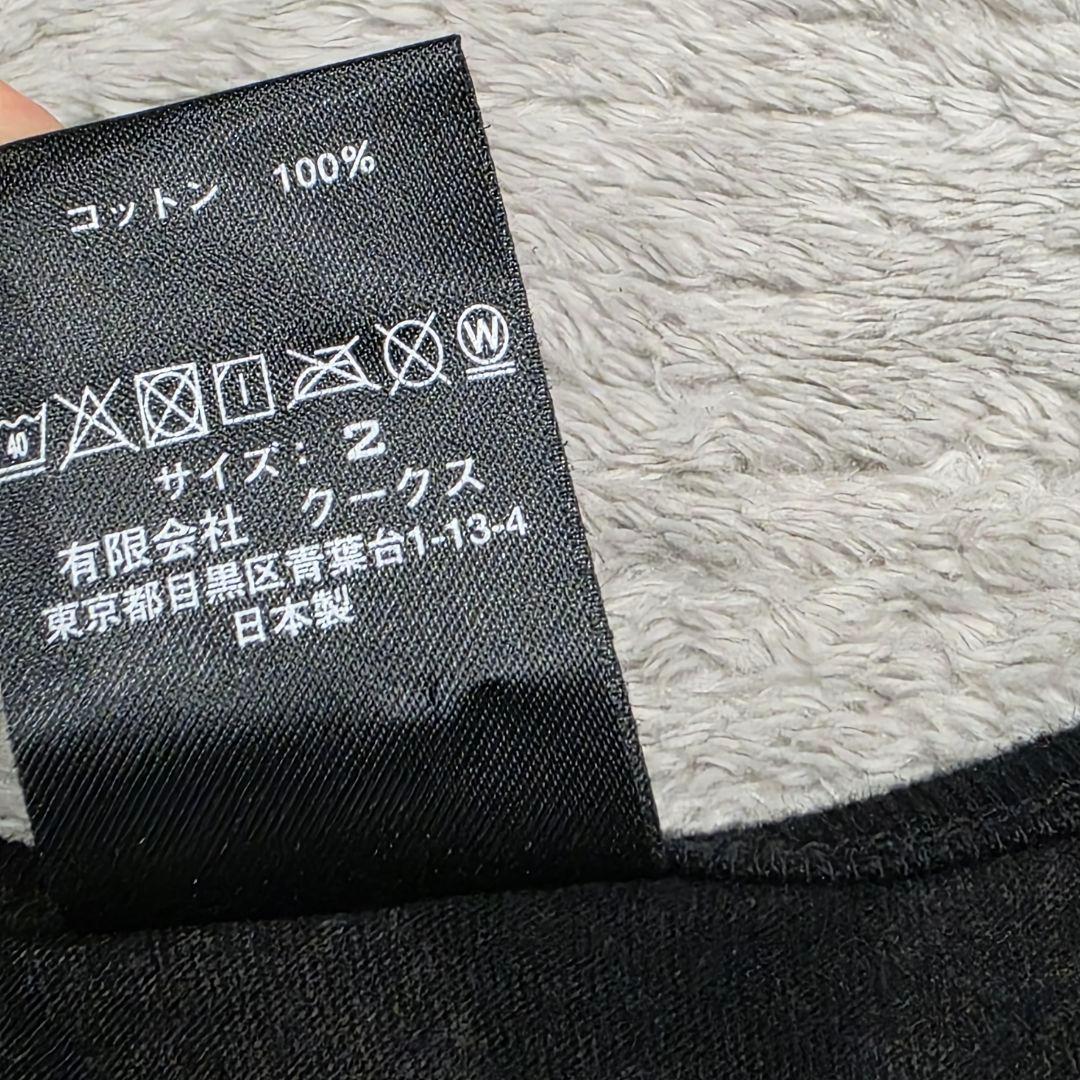 コットン 100%
40
W
サイズ: 2
有限会社 クークス
東京都目黒区青葉台1-13-4
日本製